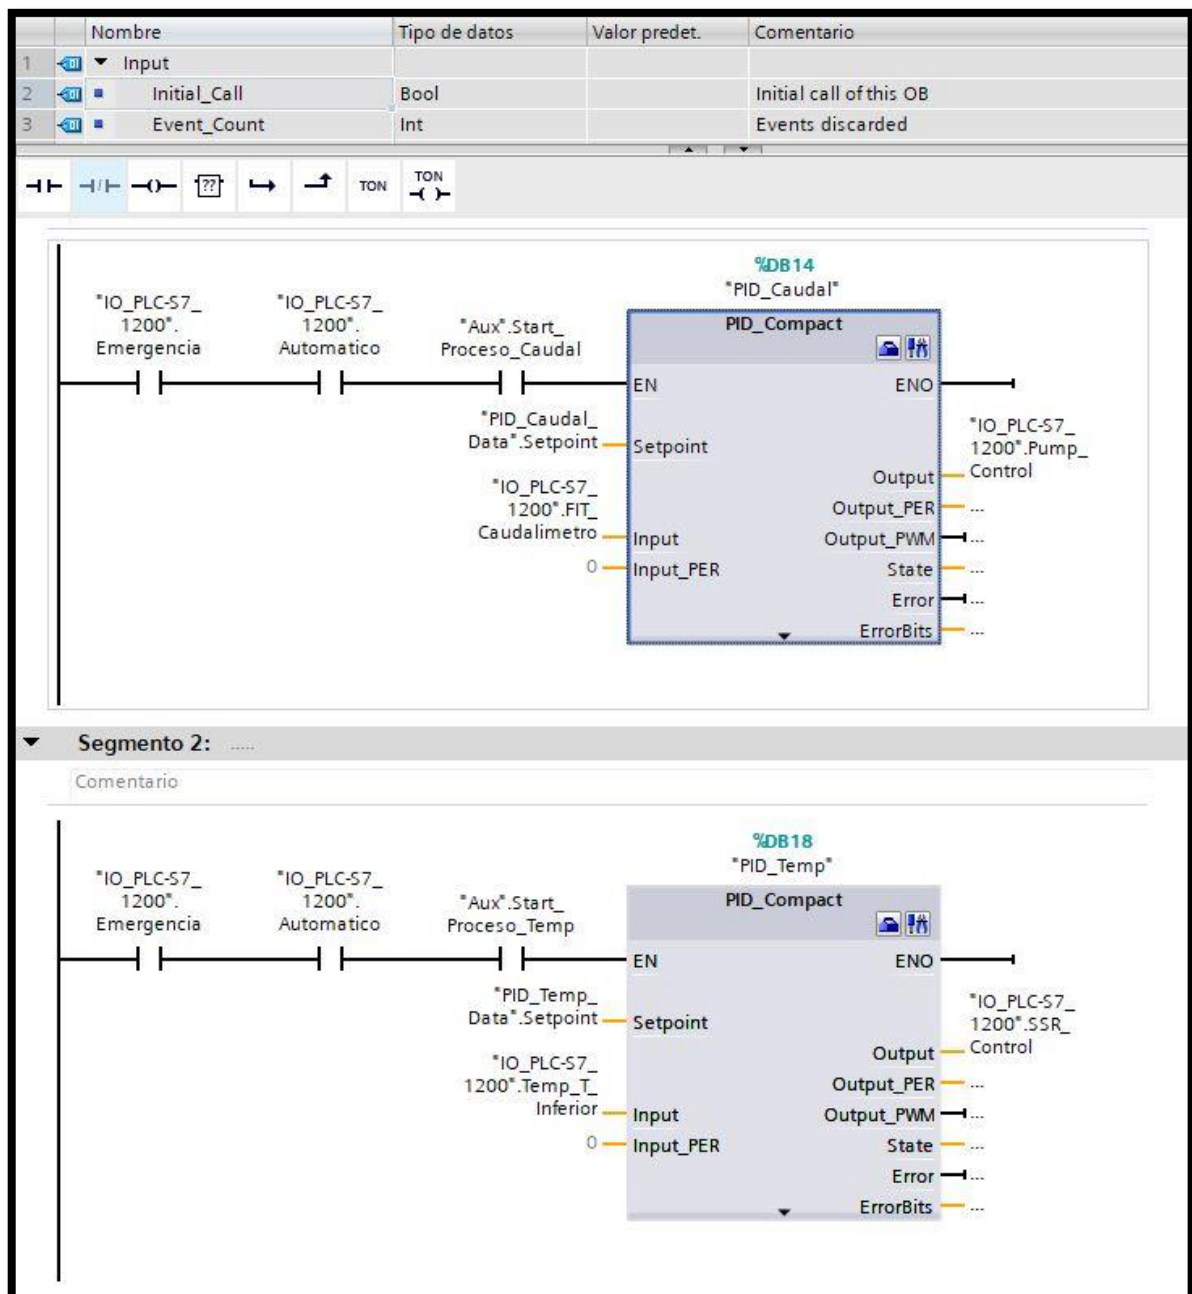 Nombre Tipo de datos Valor predet. Comentario
1 Input
2 Initial_Call Bool Initial call of this OB
3 Event_Count Int Events discarded
?? TON TON
%DB14
"PID_Caudal"
PID_Compact
"IO_PLC-S7_
1200".
Emergencia
"IO_PLC-S7_
1200".
Automatico
"Aux".Start_
Proceso_Caudal
EN ENO
"PID_Caudal_
Data".Setpoint
Setpoint
"IO_PLC-S7_
1200".FIT_
Caudalimetro
Input
0
Input_PER
Output
"IO_PLC-S7_
1200".Pump_
Control
Output_PER ...
Output_PWM ...
State ...
Error ...
ErrorBits ...
Segmento 2: .....
Comentario
%DB18
"PID_Temp"
PID_Compact
"IO_PLC-S7_
1200".
Emergencia
"IO_PLC-S7_
1200".
Automatico
"Aux".Start_
Proceso_Temp
EN ENO
"PID_Temp_
Data".Setpoint
Setpoint
"IO_PLC-S7_
1200".Temp_T_
Inferior
Input
0
Input_PER
Output
"IO_PLC-S7_
1200".SSR_
Control
Output_PER ...
Output_PWM ...
State ...
Error ...
ErrorBits ...